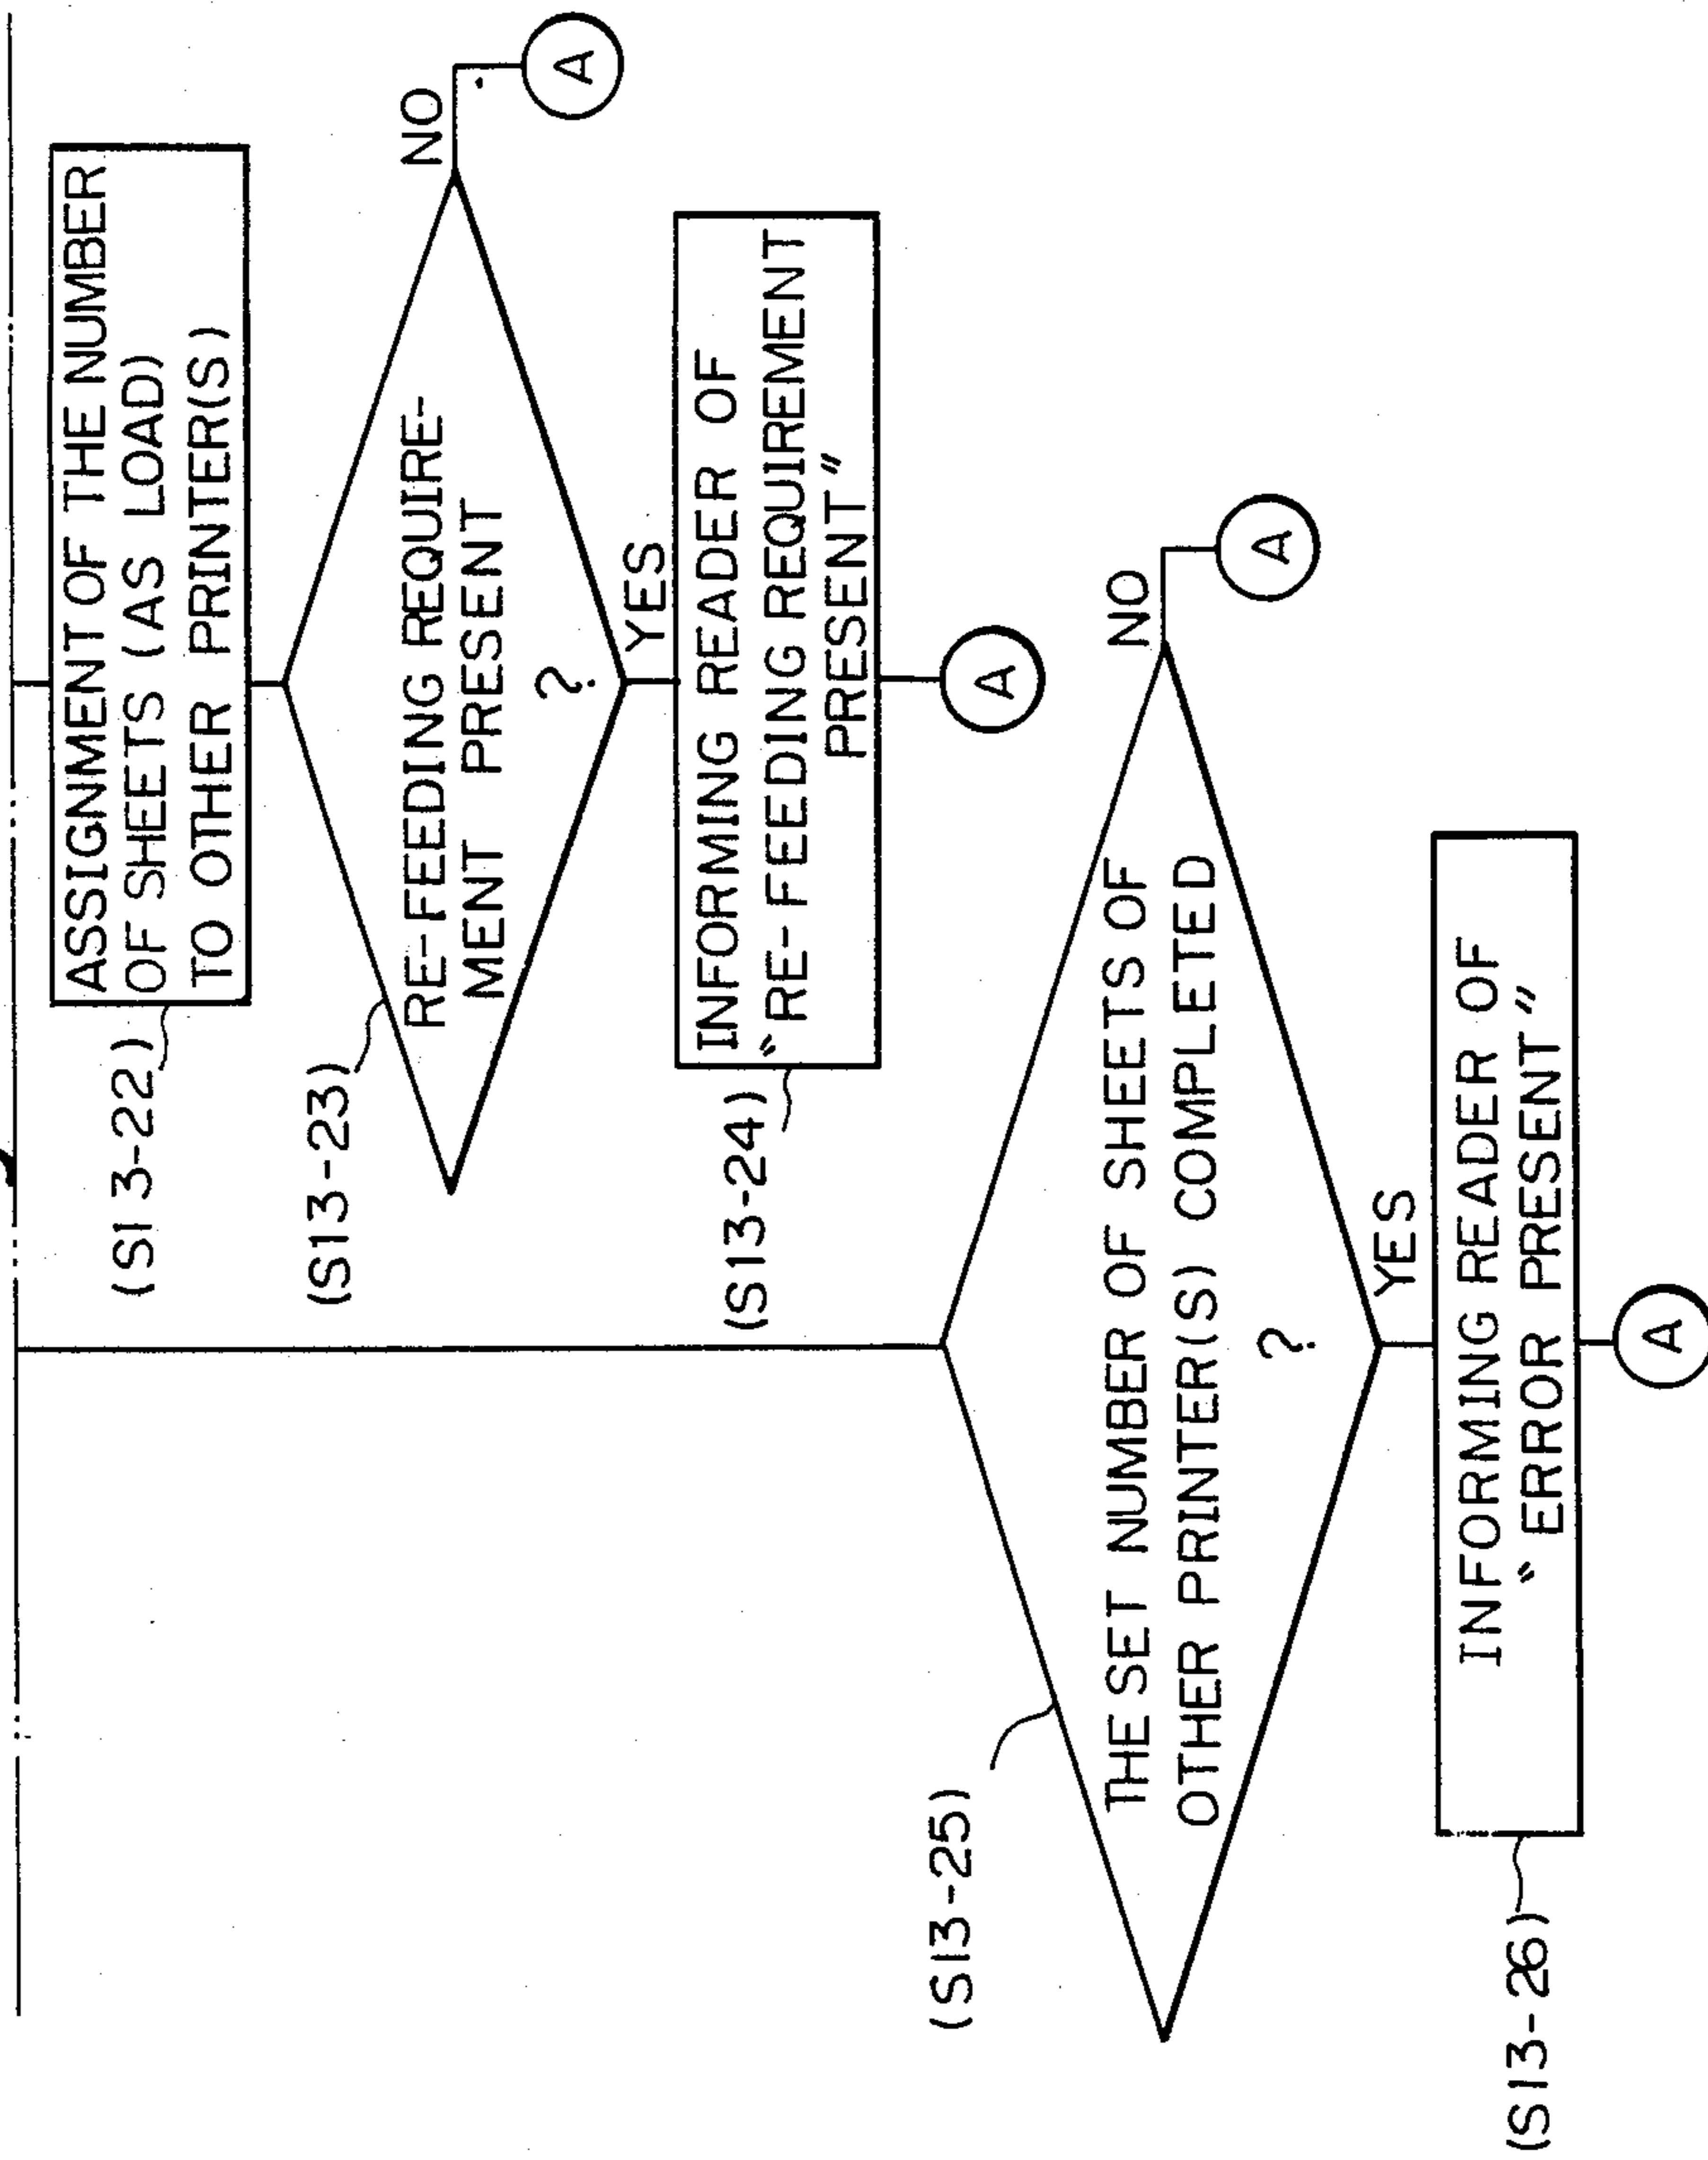 (S13-22)
ASSIGNMENT OF THE NUMBER
OF SHEETS (AS LOAD)
TO OTHER PRINTER(S)
(S13-23)
RE-FEEDING REQUIRE-
MENT PRESENT
?
NO
A
YES
(S13-24)
INFORMING READER OF
"RE-FEEDING REQUIREMENT
PRESENT"
A
(S13-25)
THE SET NUMBER OF SHEETS OF
OTHER PRINTER(S) COMPLETED
?
NO
A
YES
(S13-26)
INFORMING READER OF
"ERROR PRESENT"
A